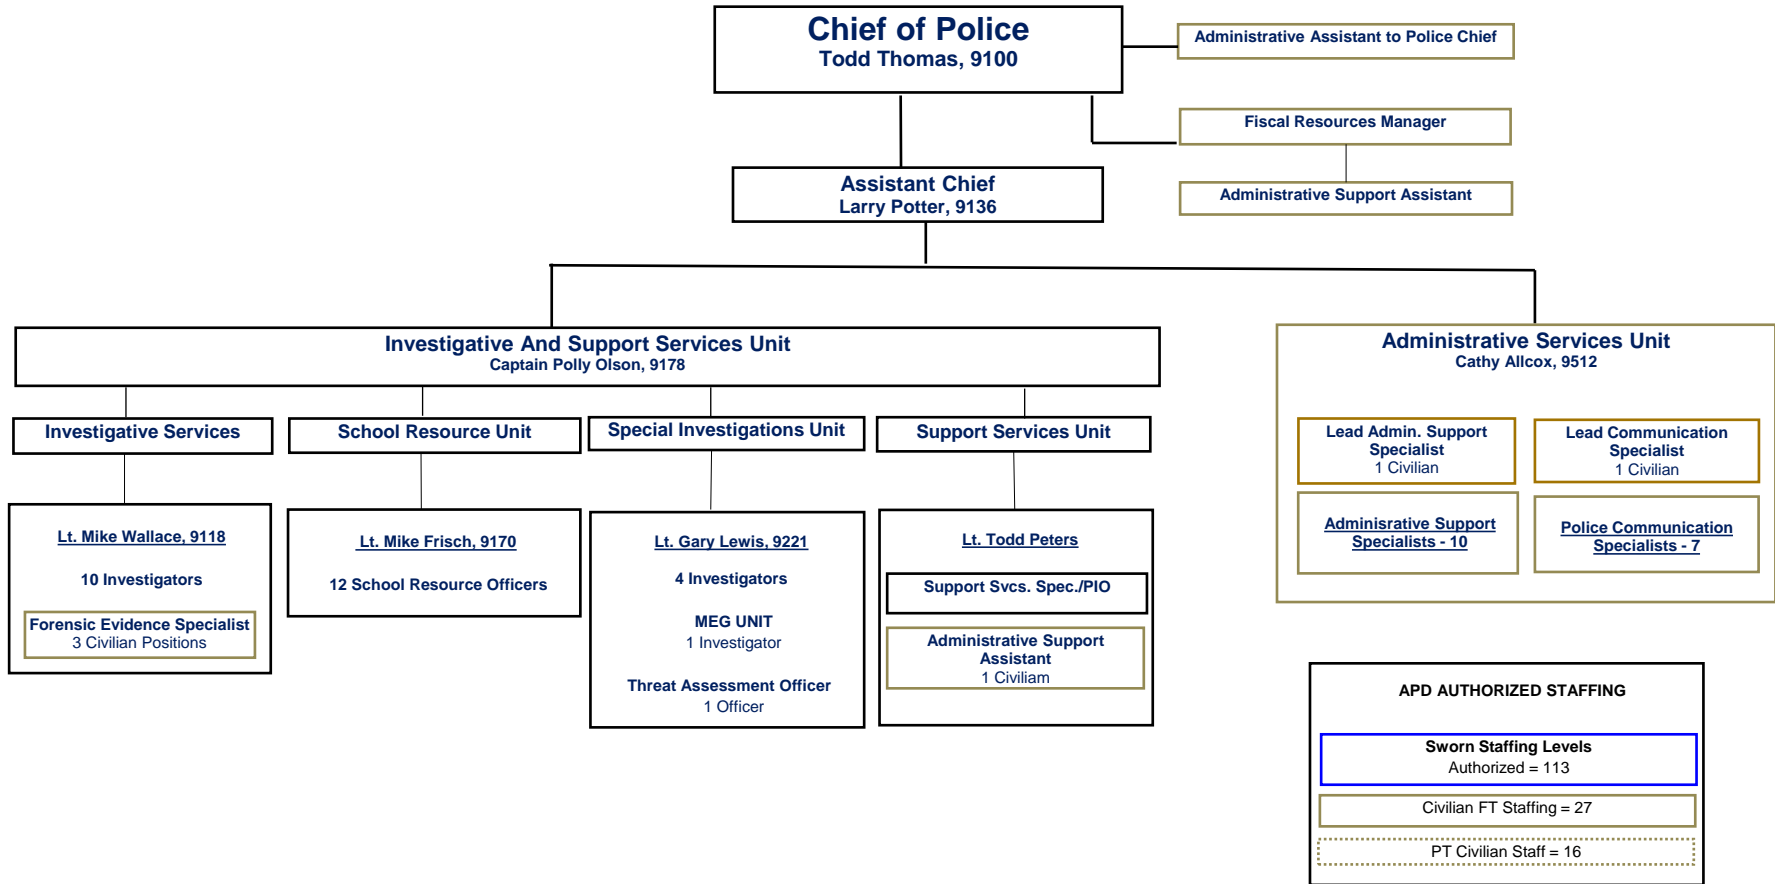 Chief of Police
Todd Thomas, 9100
Administrative Assistant to Police Chief
Fiscal Resources Manager
Administrative Support Assistant
Assistant Chief
Larry Potter, 9136
Investigative And Support Services Unit
Captain Polly Olson, 9178
Administrative Services Unit
Cathy Allcox, 9512
Investigative Services
School Resource Unit
Special Investigations Unit
Support Services Unit
Lt. Mike Wallace, 9118
10 Investigators
Forensic Evidence Specialist
3 Civilian Positions
Lt. Mike Frisch, 9170
12 School Resource Officers
Lt. Gary Lewis, 9221
4 Investigators
MEG UNIT
1 Investigator
Threat Assessment Officer
1 Officer
Lt. Todd Peters
Support Svcs. Spec./PIO
Administrative Support
Assistant
1 Civiliam
Lead Admin. Support
Specialist
1 Civilian
Lead Communication
Specialist
1 Civilian
Adminisrative Support
Specialists - 10
Police Communication
Specialists - 7
APD AUTHORIZED STAFFING
Sworn Staffing Levels
Authorized = 113
Civilian FT Staffing = 27
PT Civilian Staff = 16